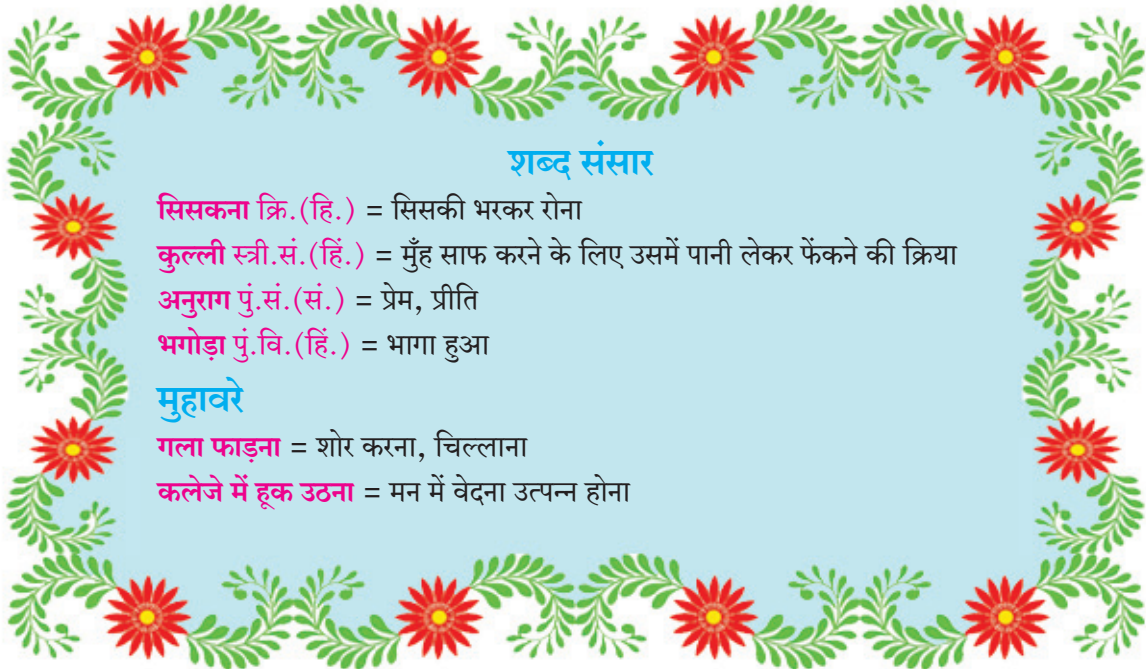 शब्द संसार
सिसकना क्रि.(हि.) = सिसकी भरकर रोना
कुल्ली स्त्री.सं.(हिं.) = मुँह साफ करने के लिए उसमें पानी लेकर फेंकने की क्रिया
अनुराग पुं.सं.(सं.) = प्रेम, प्रीति
भगोड़ा पुं.वि.(हिं.) = भागा हुआ
मुहावरे
गला फाड़ना = शोर करना, चिल्लाना
कलेजे में हूक उठना = मन में वेदना उत्पन्न होना